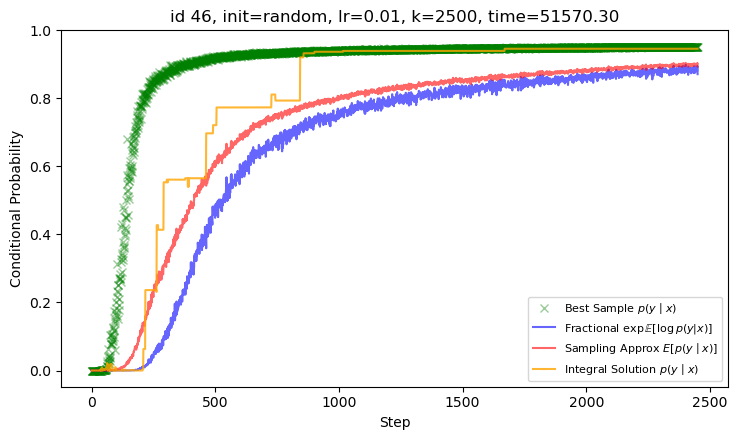 id 46, init=random, lr=0.01, k=2500, time=51570.30
Conditional Probability
1.0
0.8
0.6
0.4
0.2
0.0
0
500
1000
1500
2000
2500
Step
Best Sample p(y | x)
Fractional exp 𝔼[log p(y|x)]
Sampling Approx E[p(y | x)]
Integral Solution p(y | x)